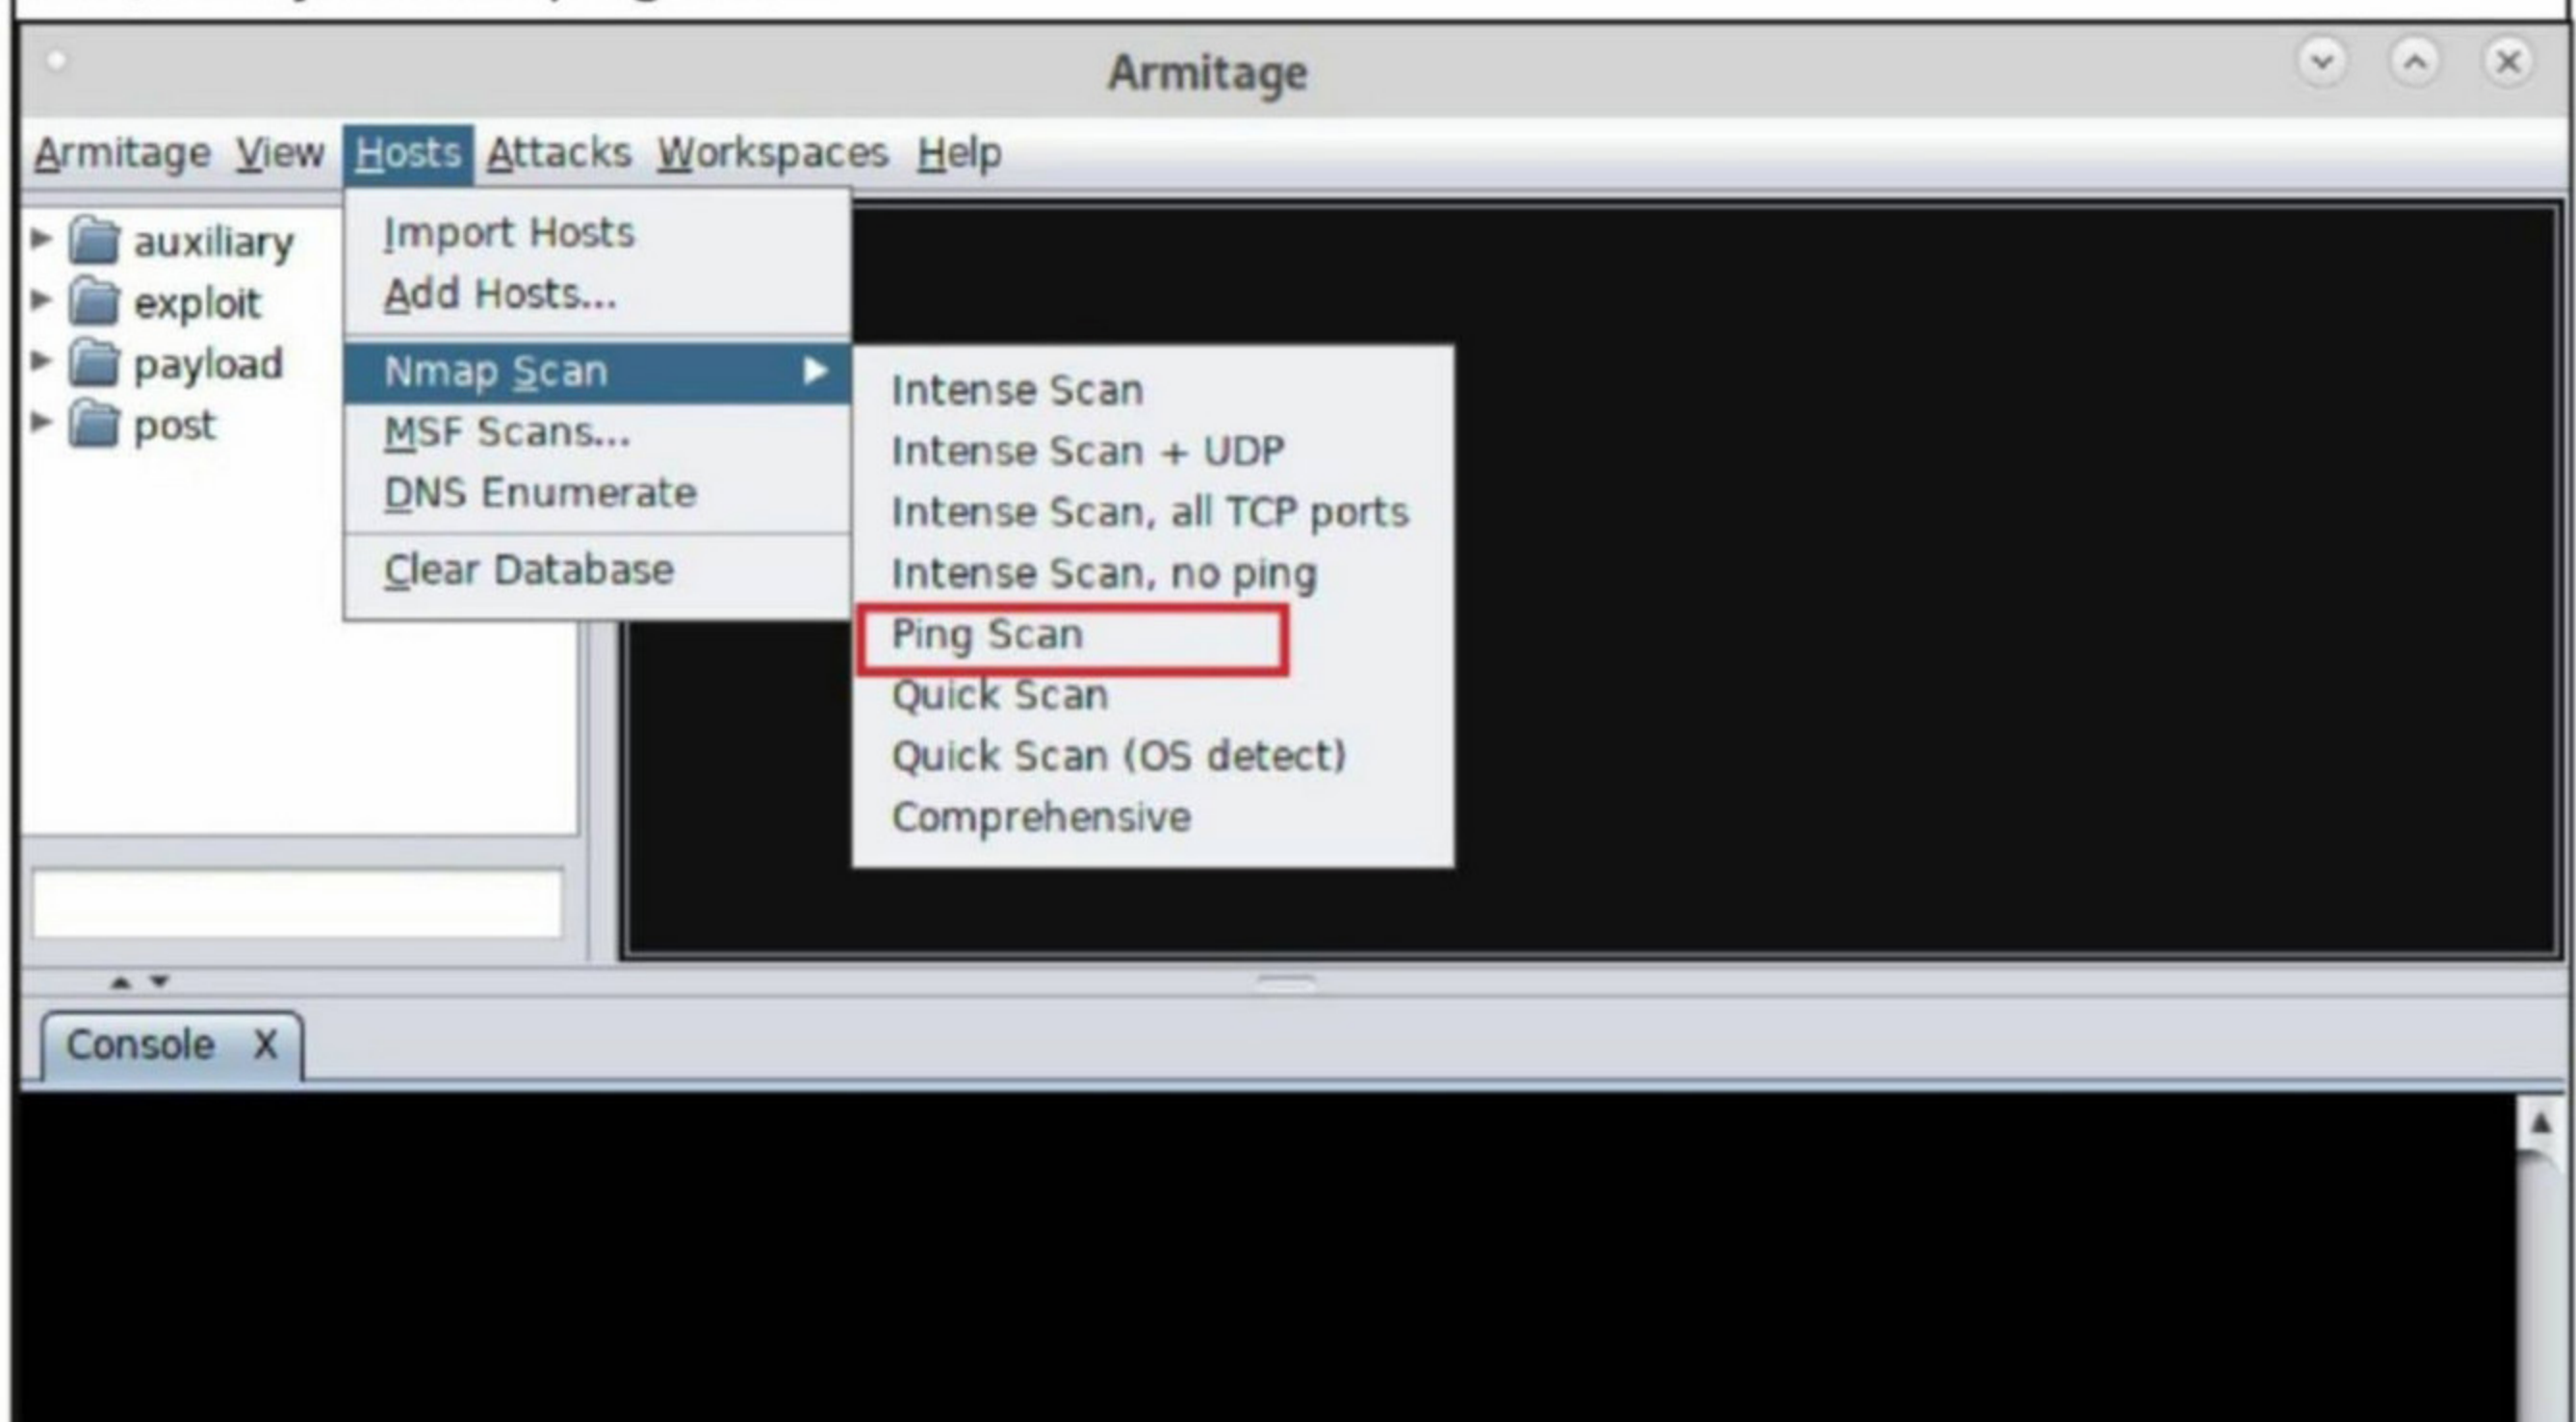 Armitage
Armitage View Hosts Attacks Workspaces Help
auxiliary
exploit
payload
post
Import Hosts
Add Hosts...
Nmap Scan
MSF Scans...
DNS Enumerate
Clear Database
Intense Scan
Intense Scan + UDP
Intense Scan, all TCP ports
Intense Scan, no ping
Ping Scan
Quick Scan
Quick Scan (OS detect)
Comprehensive
Console X